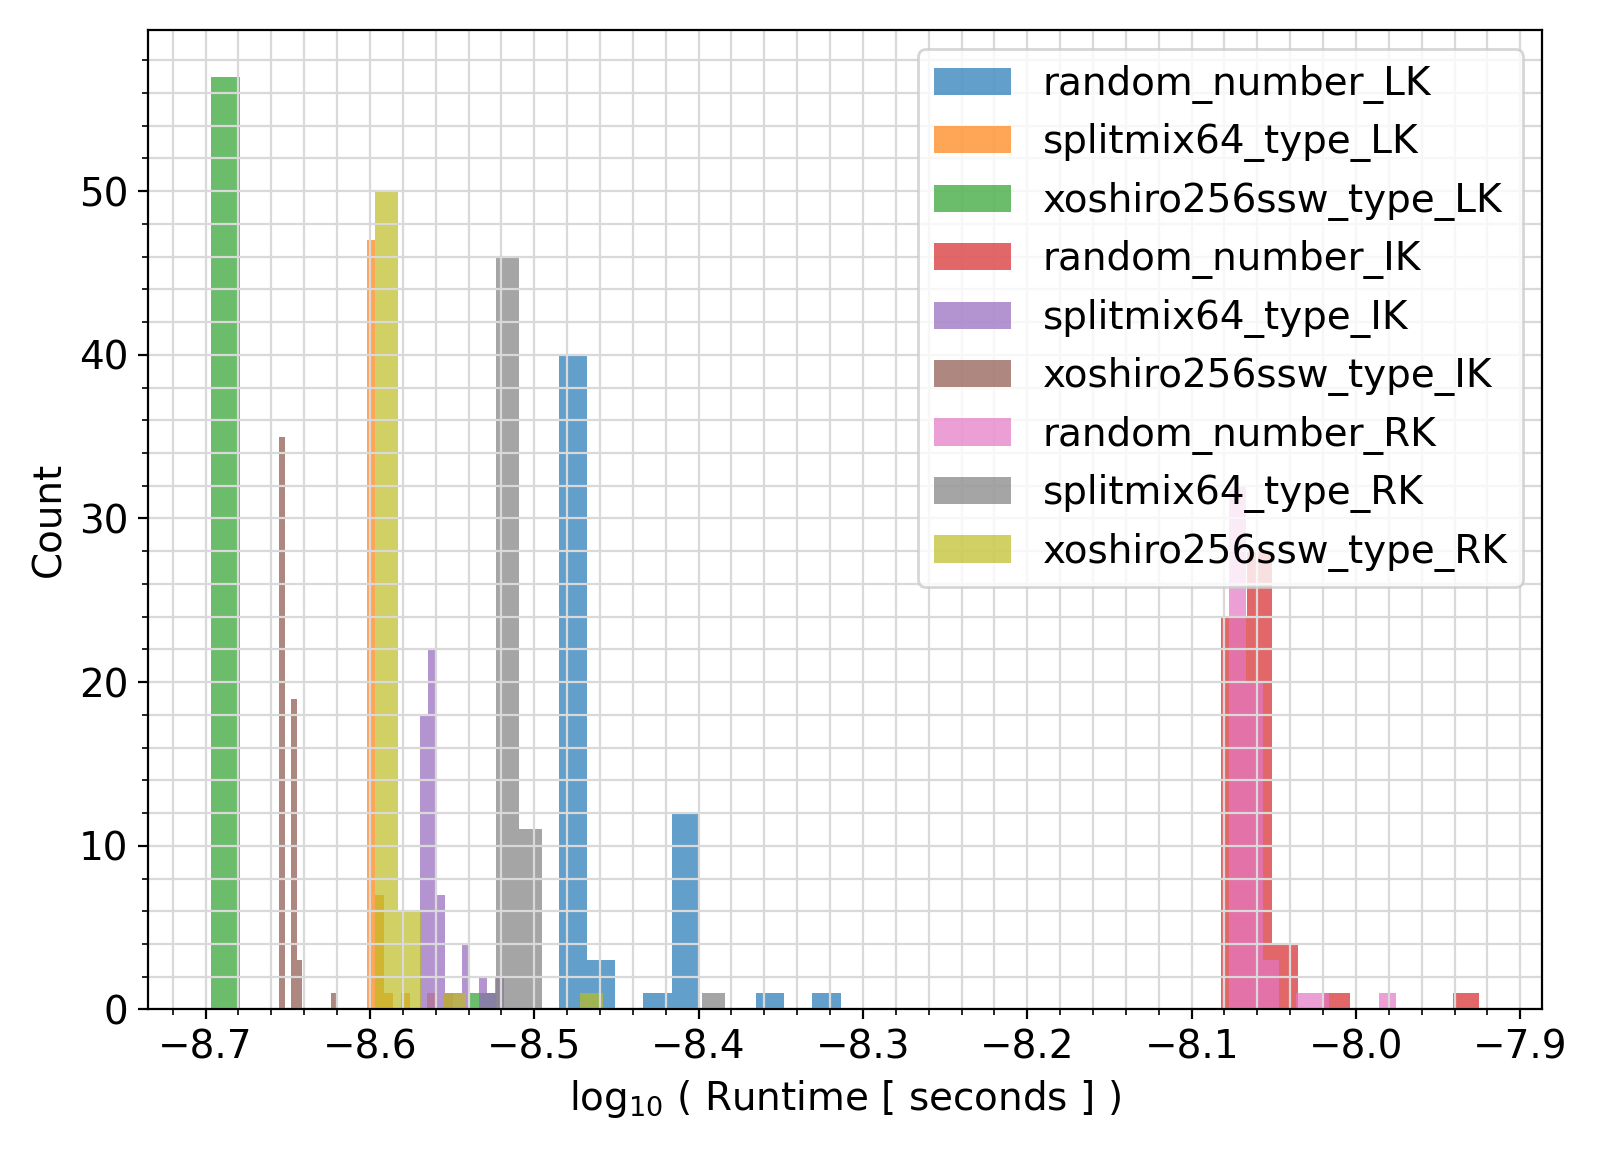 random_number_LK
splitmix64_type_LK
xoshiro256ssw_type_LK
random_number_IK
splitmix64_type_IK
xoshiro256ssw_type_IK
random_number_RK
splitmix64_type_RK
xoshiro256ssw_type_RK
50
40
30
20
10
0
Count
−8.7 −8.6 −8.5 −8.4 −8.3 −8.2 −8.1 −8.0 −7.9
log₁₀ ( Runtime [ seconds ] )